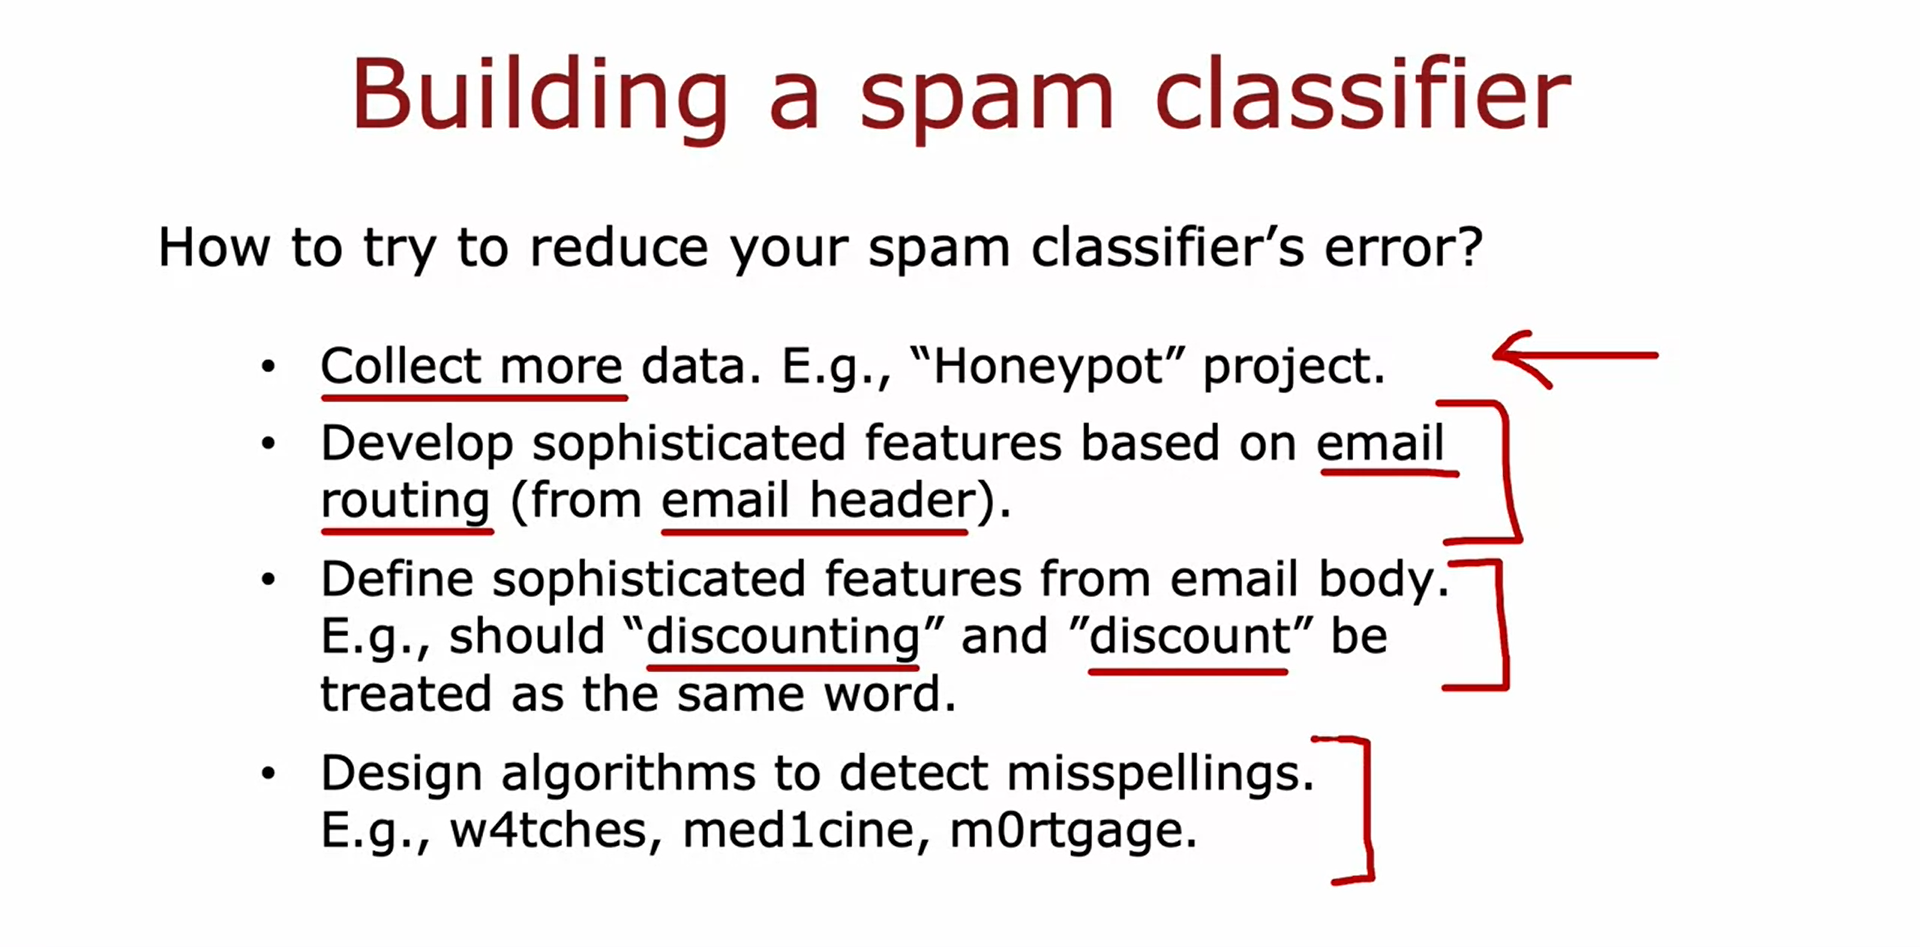 Building a spam classifier
How to try to reduce your spam classifier’s error?
• Collect more data. E.g., “Honeypot” project.
• Develop sophisticated features based on email
routing (from email header).
• Define sophisticated features from email body.
E.g., should “discounting” and ”discount” be
treated as the same word.
• Design algorithms to detect misspellings.
E.g., w4tches, med1cine, m0rtgage.